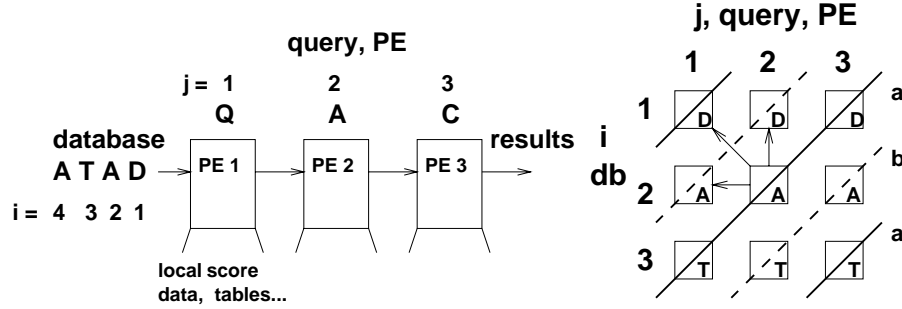 query, PE
j = 1 2 3
Q A C
database
A T A D
PE 1 PE 2 PE 3
results
i = 4 3 2 1
local score
data, tables...
j, query, PE
1 2 3
1 D D D a
i
db
2 A A A b
3 T T T a